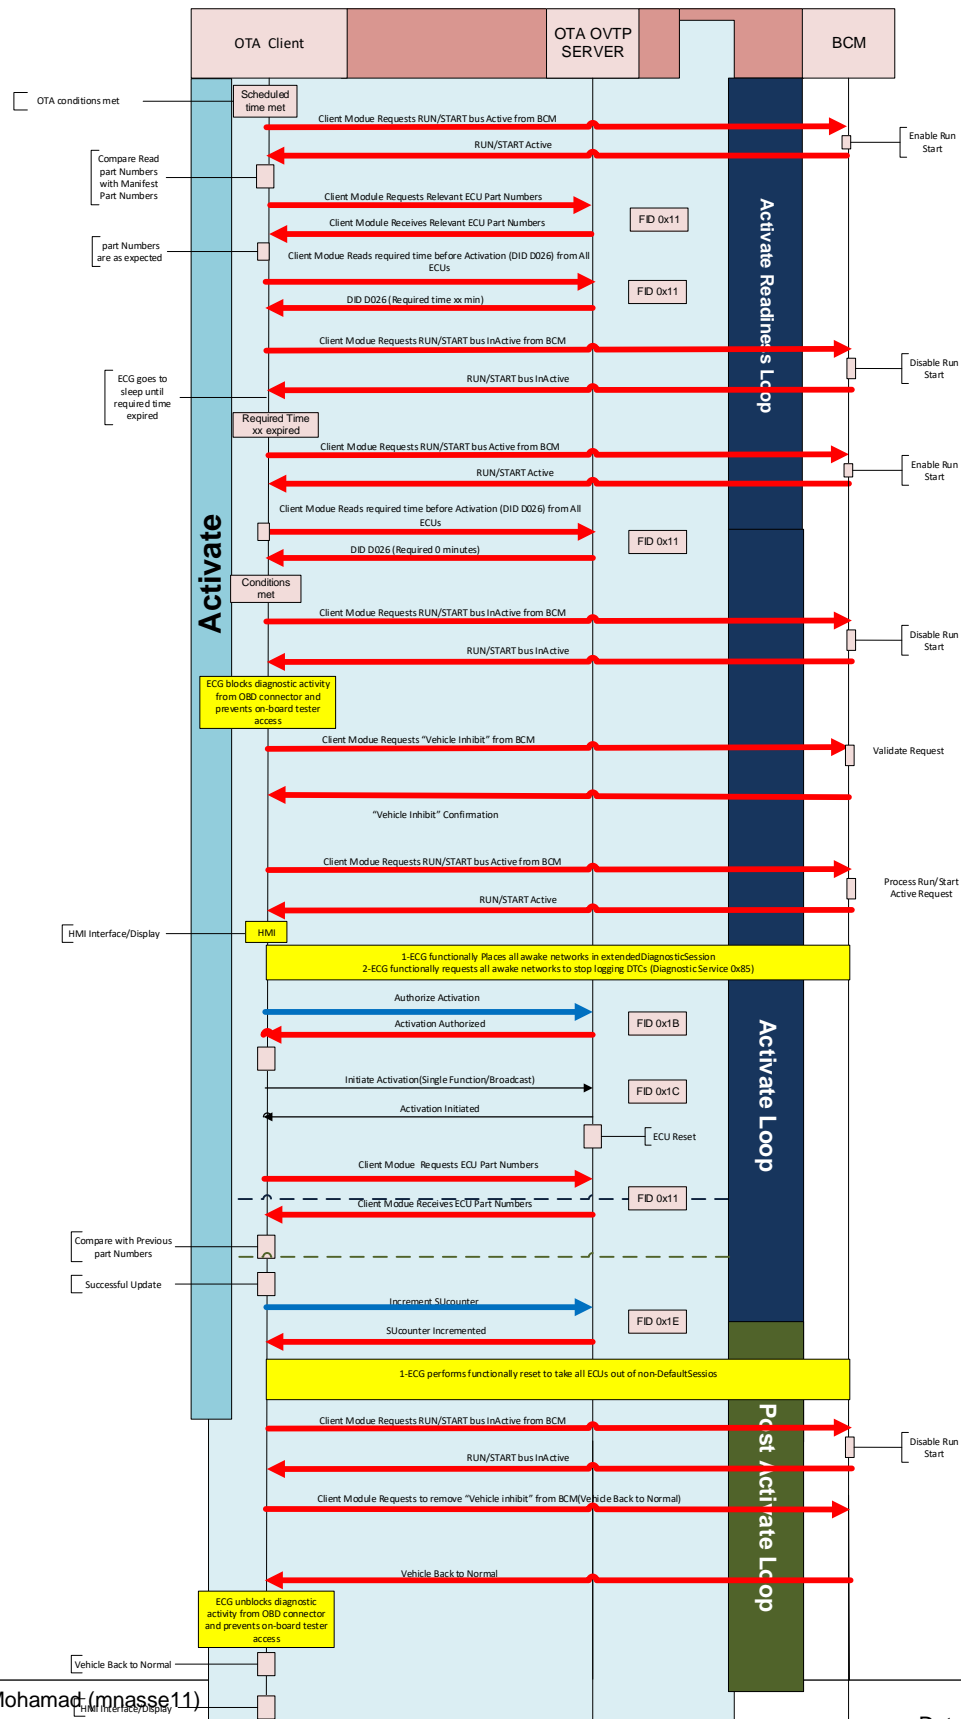 OTA Client
OTA OVTP
SERVER
BCM
Scheduled
time met
OTA conditions met
Client Modue Requests RUN/START bus Active from BCM
Enable Run
Start
RUN/START Active
Compare Read
part Numbers
with Manifest
Part Numbers
Client Module Requests Relevant ECU Part Numbers
FID 0x11
Client Module Receives Relevant ECU Part Numbers
part Numbers
are as expected
Client Modue Reads required time before Activation (DID D026) from All
ECUs
FID 0x11
DID D026 (Required time xx min)
Client Modue Requests RUN/START bus InActive from BCM
Disable Run
Start
RUN/START bus InActive
ECG goes to
sleep until
required time
expired
Required Time
xx expired
Client Modue Requests RUN/START bus Active from BCM
Enable Run
Start
RUN/START Active
Client Modue Reads required time before Activation (DID D026) from All
ECUs
FID 0x11
DID D026 (Required 0 minutes)
Conditions
met
Client Modue Requests RUN/START bus InActive from BCM
Disable Run
Start
RUN/START bus InActive
ECG blocks diagnostic activity
from OBD connector and
prevents on-board tester
access
Client Modue Requests “Vehicle Inhibit” from BCM
Validate Request
“Vehicle Inhibit” Confirmation
Client Modue Requests RUN/START bus Active from BCM
Process Run/Start
Active Request
RUN/START Active
HMI Interface/Display
HMI
1-ECG functionally Places all awake networks in extendedDiagnosticSession
2-ECG functionally requests all awake networks to stop logging DTCs (Diagnostic Service 0x85)
Authorize Activation
FID 0x1B
Activation Authorized
Initiate Activation(Single Function/Broadcast)
FID 0x1C
Activation Initiated
ECU Reset
Client Modue Requests ECU Part Numbers
FID 0x11
Client Modue Receives ECU Part Numbers
Compare with Previous
part Numbers
Successful Update
Increment SUcounter
FID 0x1E
SUcounter Incremented
1-ECG performs functionally reset to take all ECUs out of non-DefaultSessios
Client Modue Requests RUN/START bus InActive from BCM
Disable Run
Start
RUN/START bus InActive
Client Module Requests to remove “Vehicle inhibit” from BCM(Vehicle Back to Normal)
Vehicle Back to Normal
ECG unblocks diagnostic
activity from OBD connector
and prevents on-board tester
access
Vehicle Back to Normal
HMI Interface/Display
Activate
Activate Readiness Loop
Activate Loop
Post Activate Loop
Mohamad (mnasse11)